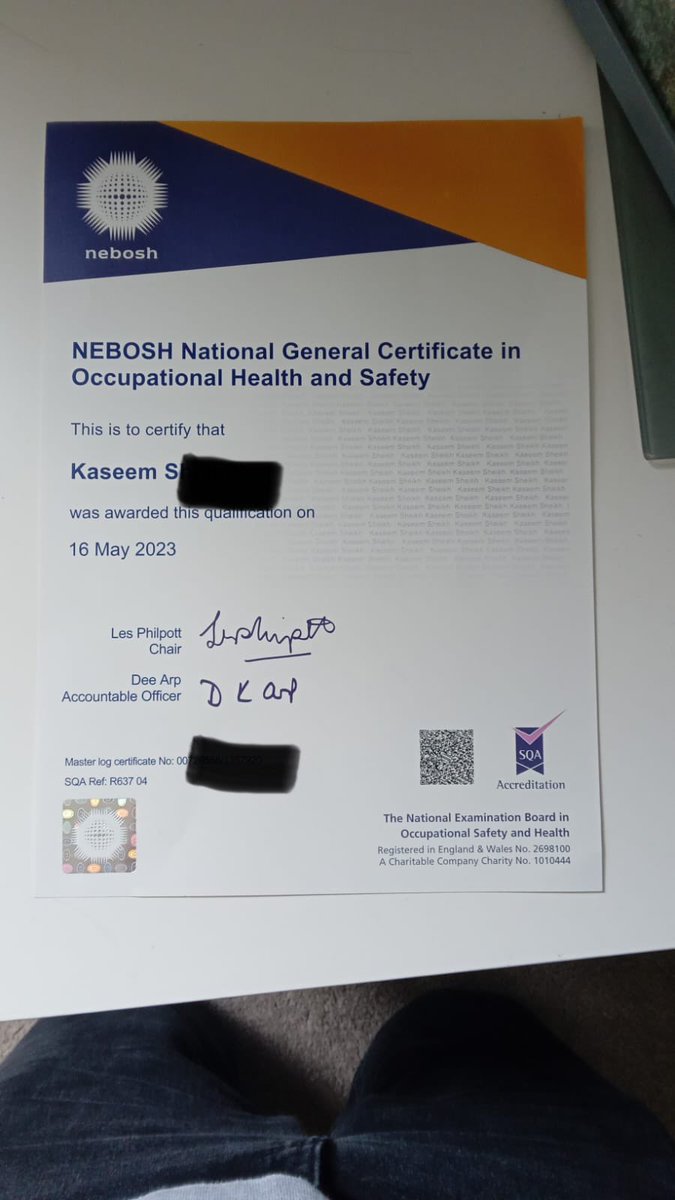 nebosh
NEBOSH National General Certificate in
Occupational Health and Safety
This is to certify that
Kaseem
was awarded this qualification on
16 May 2023
Les Philpott
Chair
Dee Arp
Accountable Officer
D K Arp
Master log certificate No: 00
SQA Ref: R637 04
SQA
Accreditation
The National Examination Board in
Occupational Safety and Health
Registered in England & Wales No. 2698100
A Charitable Company Charity No. 1010444